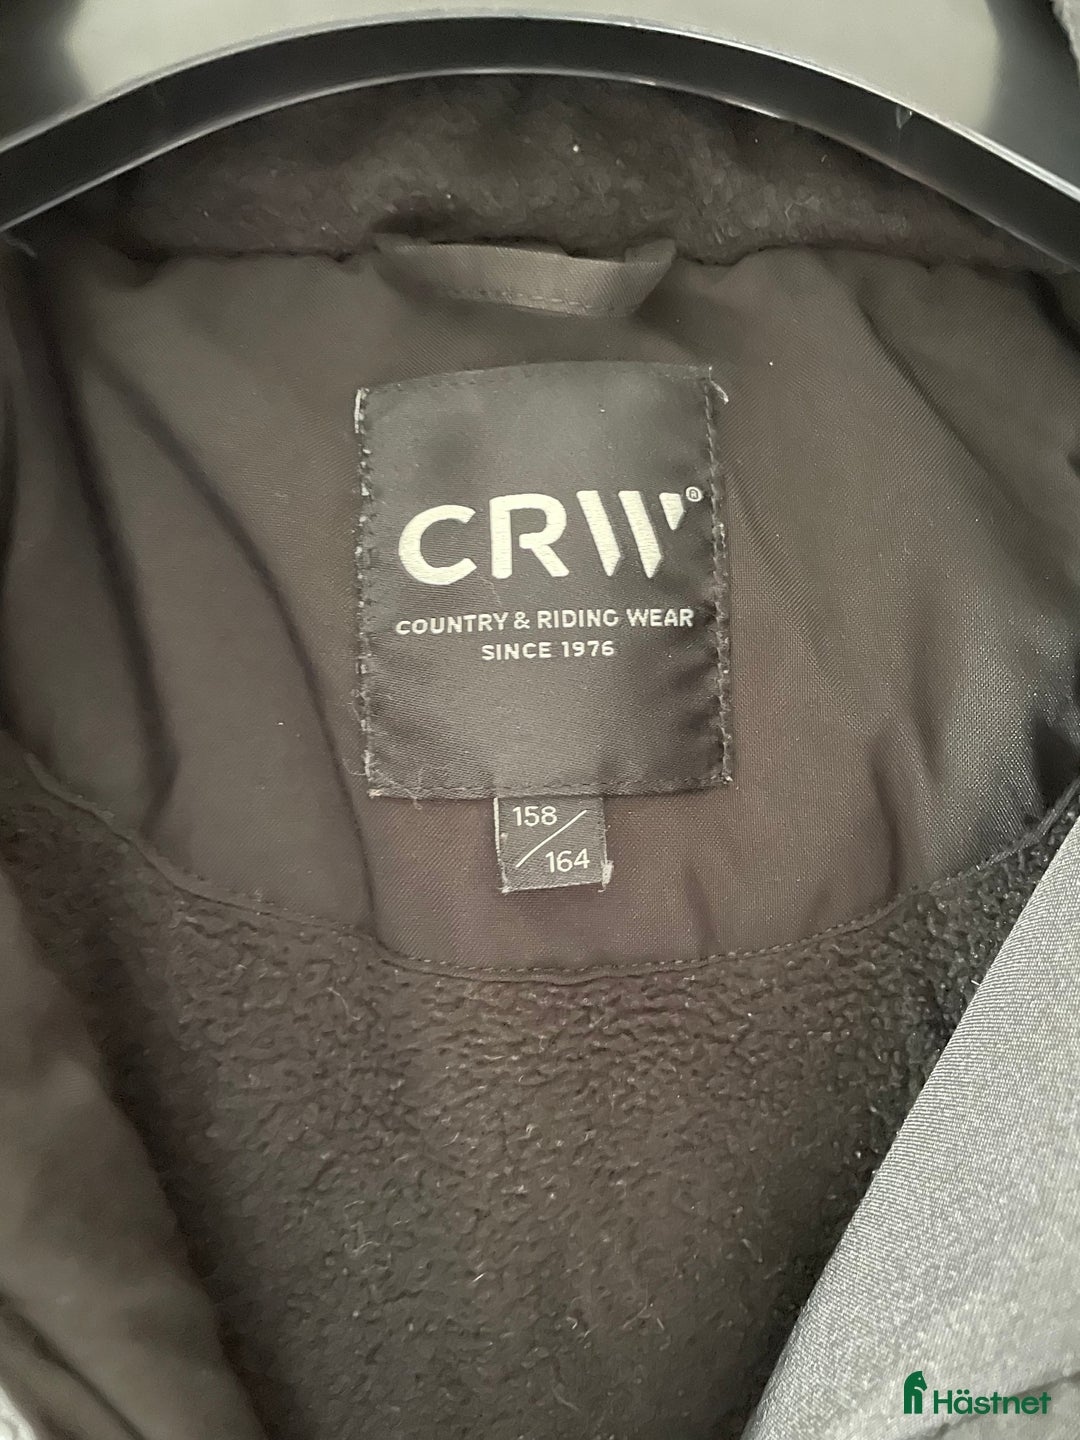 CRW®
COUNTRY & RIDING WEAR
SINCE 1976
158
164
Hästnet